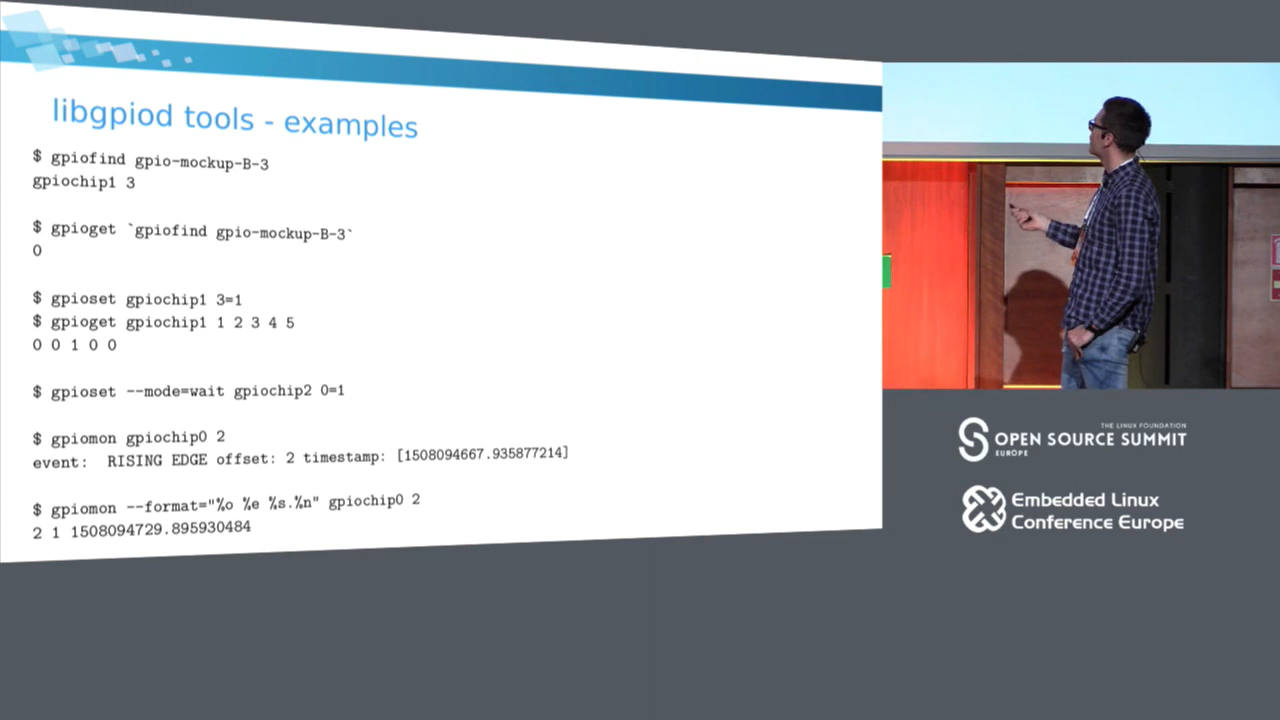 libgpiod tools - examples
$ gpiofind gpio-mockup-B-3
gpiochip1 3
$ gpioget `gpiofind gpio-mockup-B-3`
0
$ gpioset gpiochip1 3=1
$ gpioget gpiochip1 1 2 3 4 5
0 0 1 0 0
$ gpioset --mode=wait gpiochip2 0=1
$ gpiomon gpiochip0 2
event: RISING EDGE offset: 2 timestamp: [1508094667.935877214]
$ gpiomon --format="%o %e %s.%n" gpiochip0 2
2 1 1508094729.895930484
THE LINUX FOUNDATION
OPEN SOURCE SUMMIT
EUROPE
Embedded Linux
Conference Europe